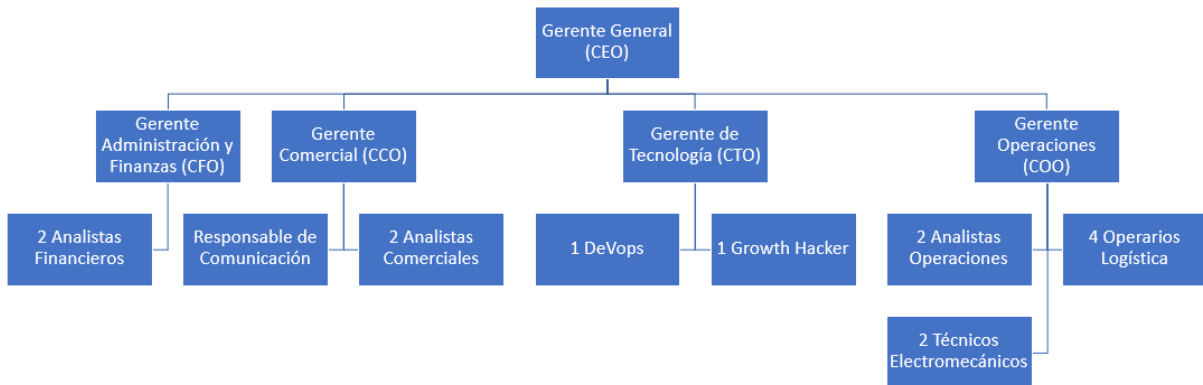 Gerente General
(CEO)
Gerente
Administración y
Finanzas (CFO)
Gerente
Comercial (CCO)
Gerente de
Tecnología (CTO)
Gerente
Operaciones
(COO)
2 Analistas
Financieros
Responsable de
Comunicación
2 Analistas
Comerciales
1 DeVops
1 Growth Hacker
2 Analistas
Operaciones
4 Operarios
Logística
2 Técnicos
Electromecánicos